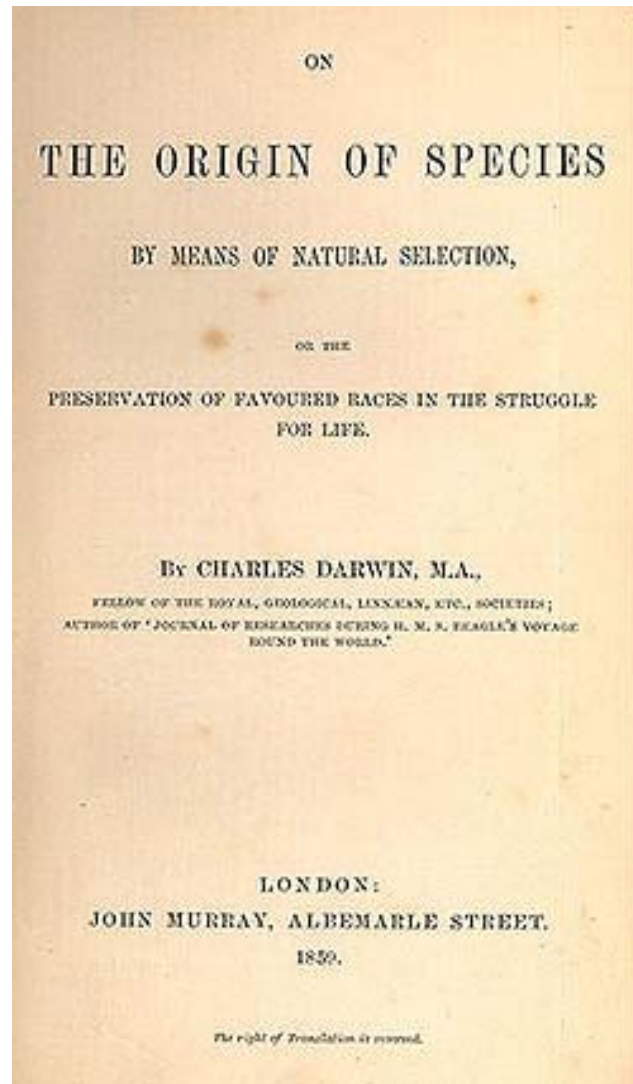 ON
THE ORIGIN OF SPECIES
BY MEANS OF NATURAL SELECTION,
OR THE
PRESERVATION OF FAVOURED RACES IN THE STRUGGLE
FOR LIFE.
BY CHARLES DARWIN, M.A.,
FELLOW OF THE ROYAL, GEOLOGICAL, LINNÆAN, ETC., SOCIETIES;
AUTHOR OF 'JOURNAL OF RESEARCHES DURING H. M. S. BEAGLE'S VOYAGE
ROUND THE WORLD.'
LONDON:
JOHN MURRAY, ALBEMARLE STREET.
1859.
The right of Translation is reserved.